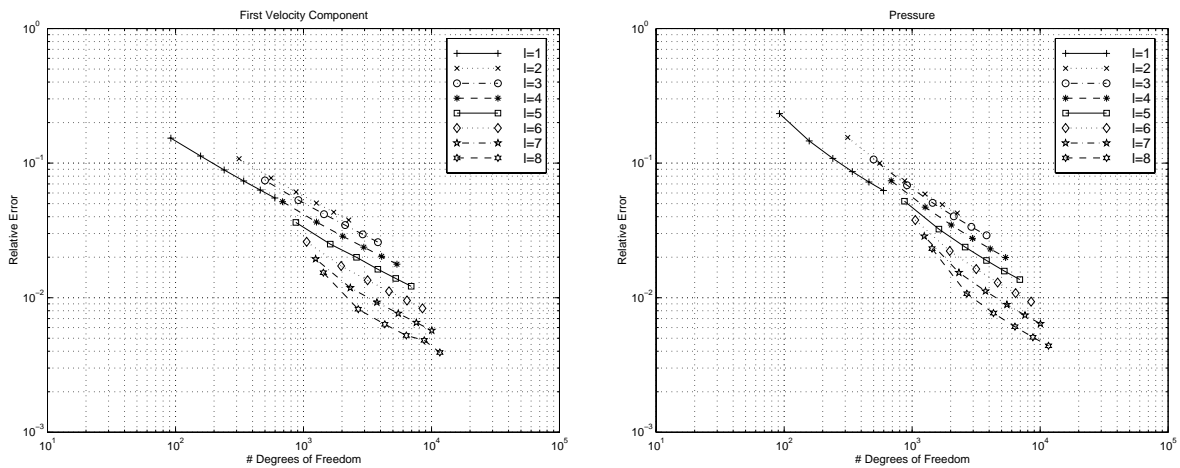 First Velocity Component
10^0
10^-1
10^-2
10^-3
Relative Error
10^1
10^2
10^3
10^4
10^5
# Degrees of Freedom
l=1
l=2
l=3
l=4
l=5
l=6
l=7
l=8
Pressure
10^0
10^-1
10^-2
10^-3
Relative Error
10^1
10^2
10^3
10^4
10^5
# Degrees of Freedom
l=1
l=2
l=3
l=4
l=5
l=6
l=7
l=8